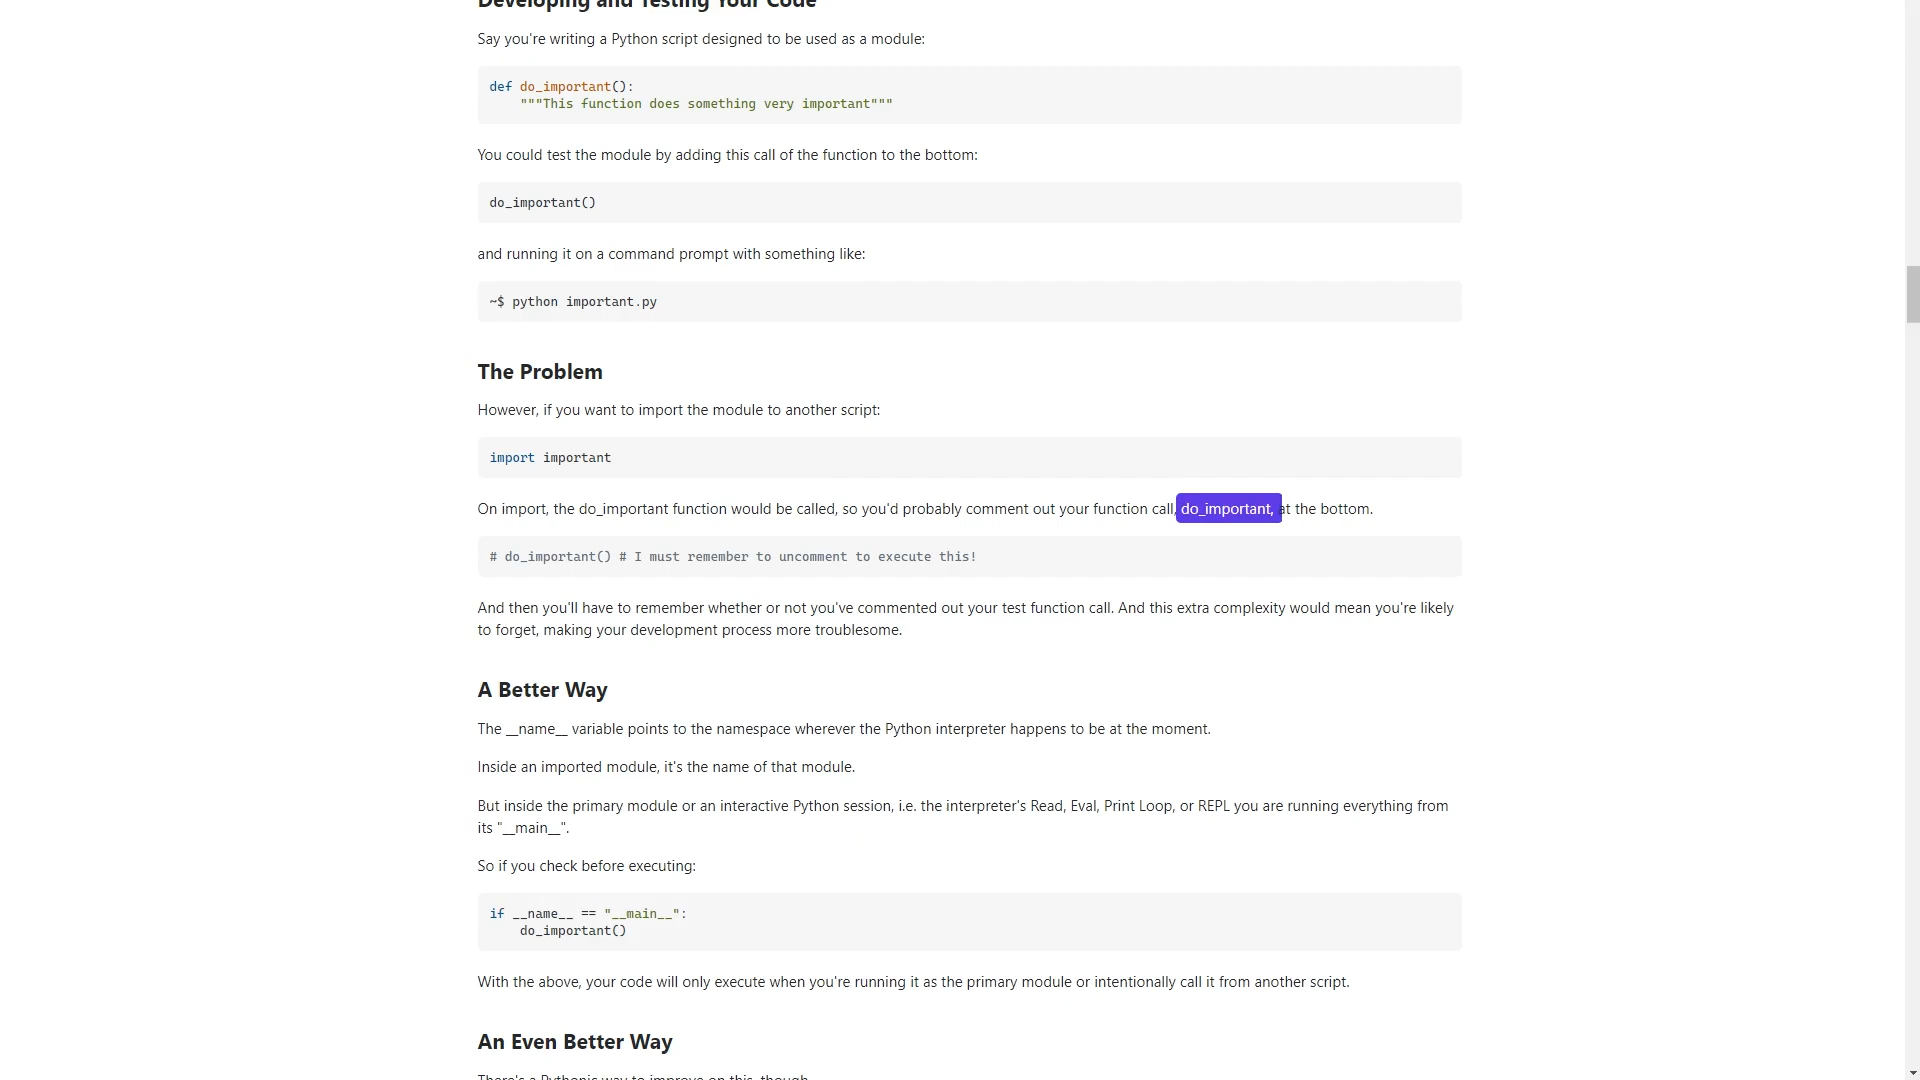 Developing and Testing Your Code
Say you're writing a Python script designed to be used as a module:
def do_important():
    """This function does something very important"""
You could test the module by adding this call of the function to the bottom:
do_important()
and running it on a command prompt with something like:
~$ python important.py
The Problem
However, if you want to import the module to another script:
import important
On import, the do_important function would be called, so you'd probably comment out your function call, do_important, at the bottom.
# do_important() # I must remember to uncomment to execute this!
And then you'll have to remember whether or not you've commented out your test function call. And this extra complexity would mean you're likely
to forget, making your development process more troublesome.
A Better Way
The __name__ variable points to the namespace wherever the Python interpreter happens to be at the moment.
Inside an imported module, it's the name of that module.
But inside the primary module or an interactive Python session, i.e. the interpreter's Read, Eval, Print Loop, or REPL you are running everything from
its "__main__".
So if you check before executing:
if __name__ == "__main__":
    do_important()
With the above, your code will only execute when you're running it as the primary module or intentionally call it from another script.
An Even Better Way
There's a Pythonic way to improve on this, though.